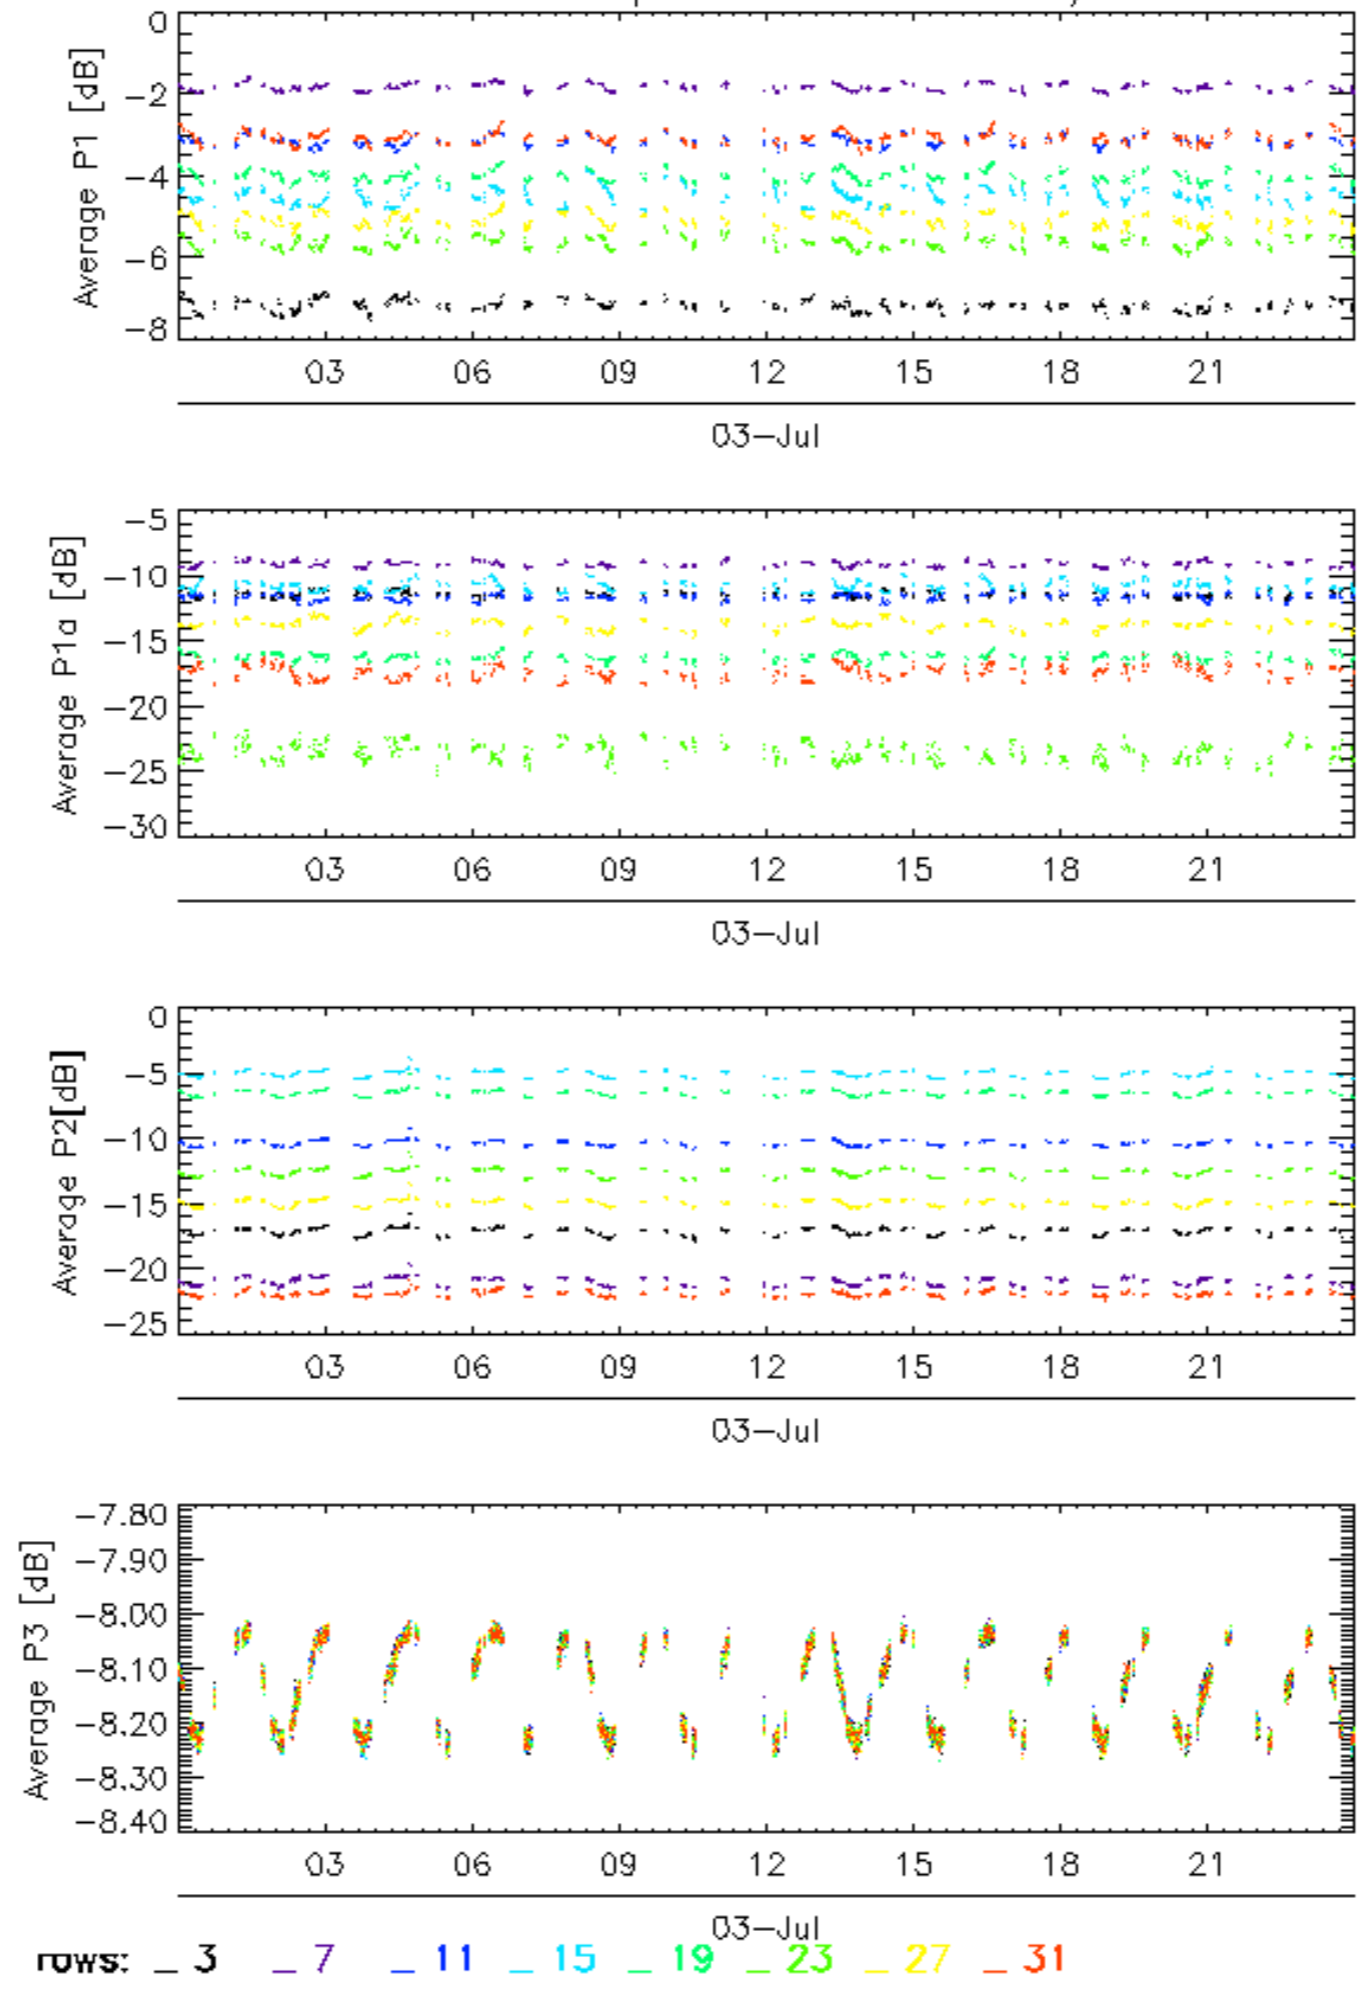 Average P1 [dB]
0
−2
−4
−6
−8
03 06 09 12 15 18 21
03−Jul
Average P1a [dB]
−5
−10
−15
−20
−25
−30
03 06 09 12 15 18 21
03−Jul
Average P2[dB]
0
−5
−10
−15
−20
−25
03 06 09 12 15 18 21
03−Jul
Average P3 [dB]
−7.80
−7.90
−8.00
−8.10
−8.20
−8.30
−8.40
03 06 09 12 15 18 21
03−Jul
rows: _ 3 _ 7 _ 11 _ 15 _ 19 _ 23 _ 27 _ 31